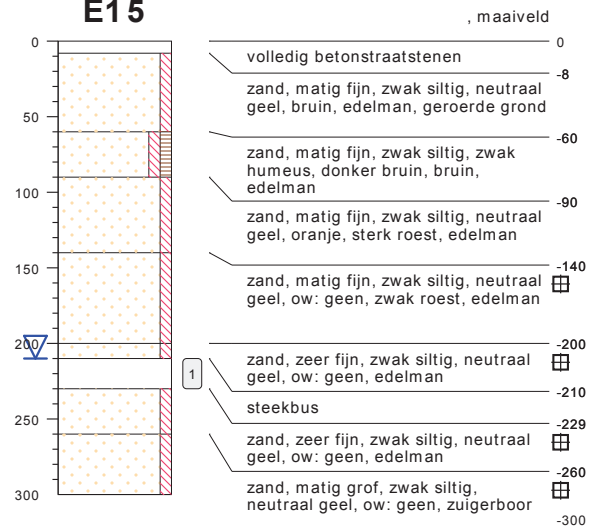 E15
, maaiveld
0
50
100
150
200
250
300
1
0
volledig betonstraatstenen
-8
zand, matig fijn, zwak siltig, neutraal
geel, bruin, edelman, geroerde grond
-60
zand, matig fijn, zwak siltig, zwak
humeus, donker bruin, bruin,
edelman
-90
zand, matig fijn, zwak siltig, neutraal
geel, oranje, sterk roest, edelman
-140
zand, matig fijn, zwak siltig, neutraal
geel, ow: geen, zwak roest, edelman
-200
zand, zeer fijn, zwak siltig, neutraal
geel, ow: geen, edelman
-210
steekbus
-229
zand, zeer fijn, zwak siltig, neutraal
geel, ow: geen, edelman
-260
zand, matig grof, zwak siltig,
neutraal geel, ow: geen, zuigerboor
-300